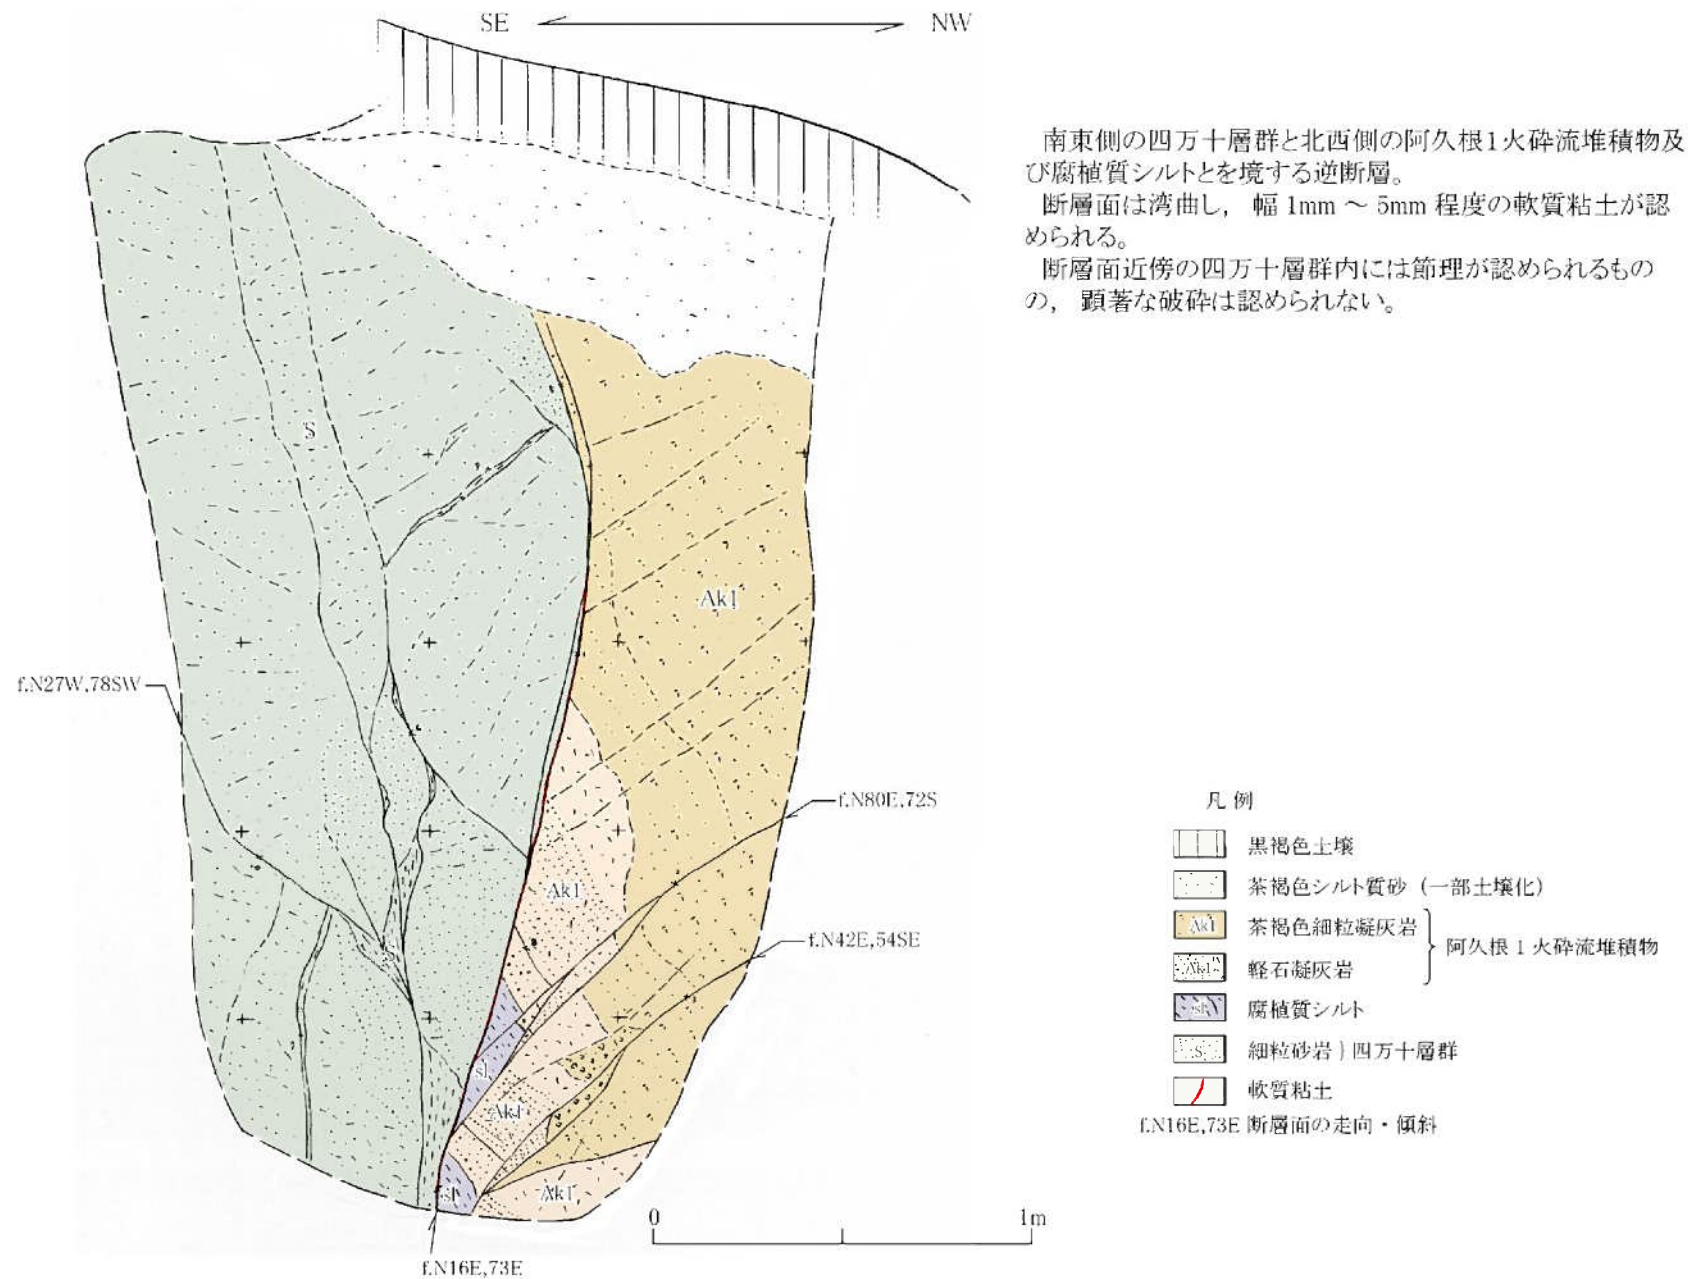 SE NW
南東側の四万十層群と北西側の阿久根1火砕流堆積物及
び腐植質シルトとを境する逆断層。
断層面は湾曲し, 幅 1mm ～ 5mm 程度の軟質粘土が認
められる。
断層面近傍の四万十層群内には節理が認められるもの
の, 顕著な破砕は認められない。
S
Ak1
f.N27W,78SW
f.N80E,72S
Ak1
f.N42E,54SE
sl
Ak1
sl
Ak1
f.N16E,73E
0 1m
凡 例
黒褐色土壌
茶褐色シルト質砂 (一部土壌化)
Ak1 茶褐色細粒凝灰岩
阿久根 1 火砕流堆積物
Ak1 軽石凝灰岩
sl 腐植質シルト
S 細粒砂岩 } 四万十層群
軟質粘土
f.N16E,73E 断層面の走向・傾斜